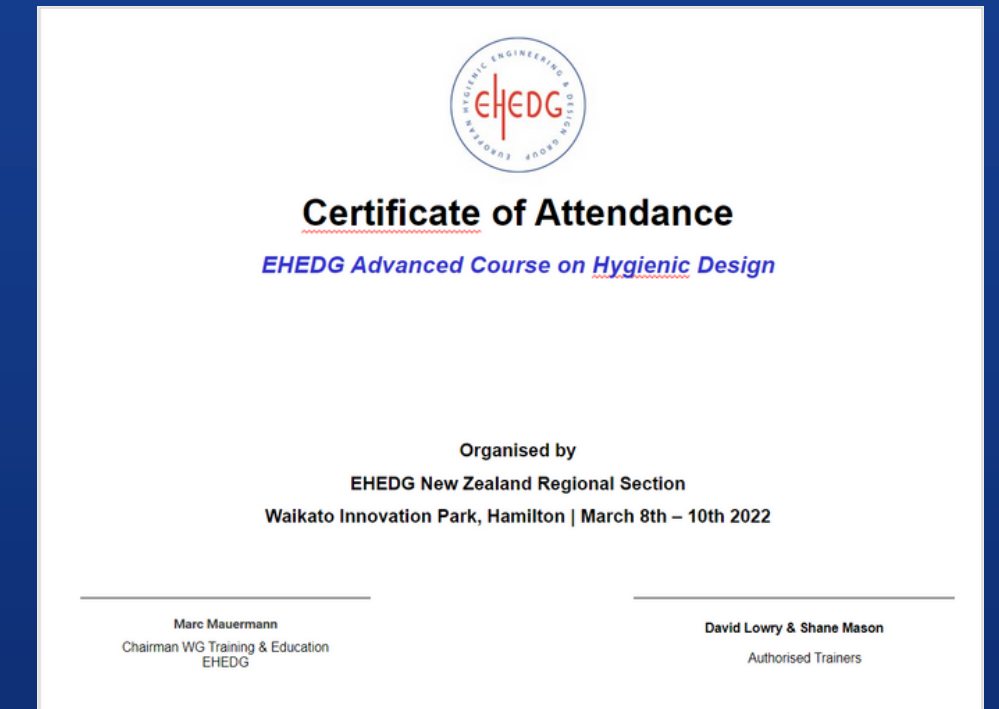 EUROPEAN HYGIENIC ENGINEERING & DESIGN GROUP
EHEDG
Certificate of Attendance
EHEDG Advanced Course on Hygienic Design
Organised by
EHEDG New Zealand Regional Section
Waikato Innovation Park, Hamilton | March 8th – 10th 2022
Marc Mauermann
Chairman WG Training & Education
EHEDG
David Lowry & Shane Mason
Authorised Trainers